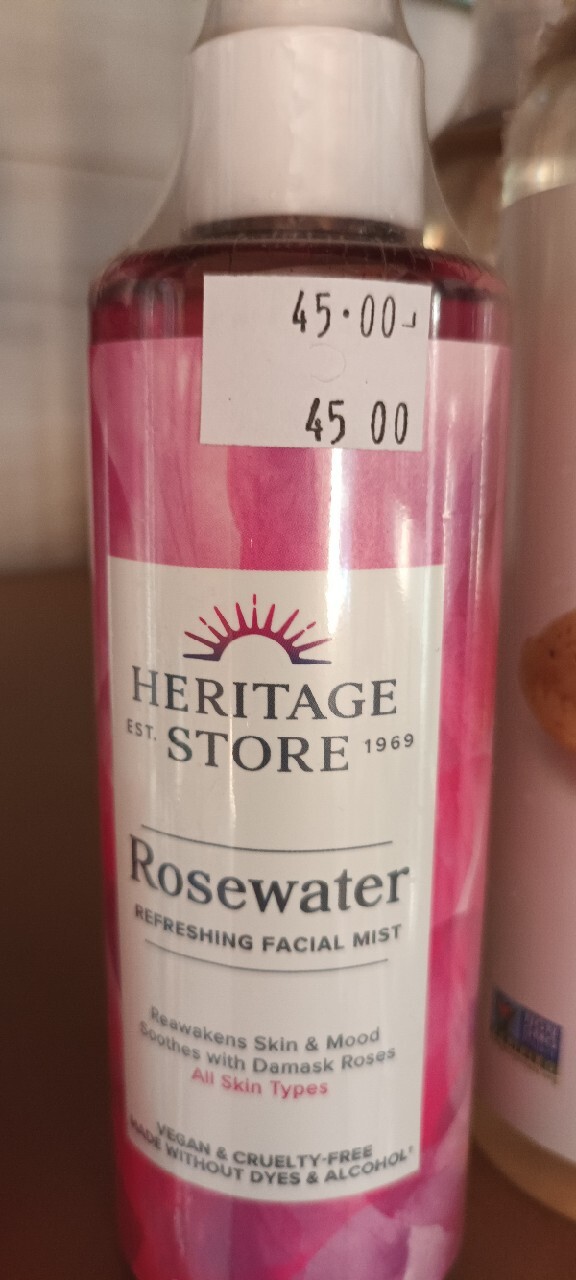 45.00
45 00
HERITAGE
EST. STORE 1969
Rosewater
REFRESHING FACIAL MIST
Reawakens Skin & Mood
Soothes with Damask Roses
All Skin Types
VEGAN & CRUELTY-FREE
MADE WITHOUT DYES & ALCOHOL*